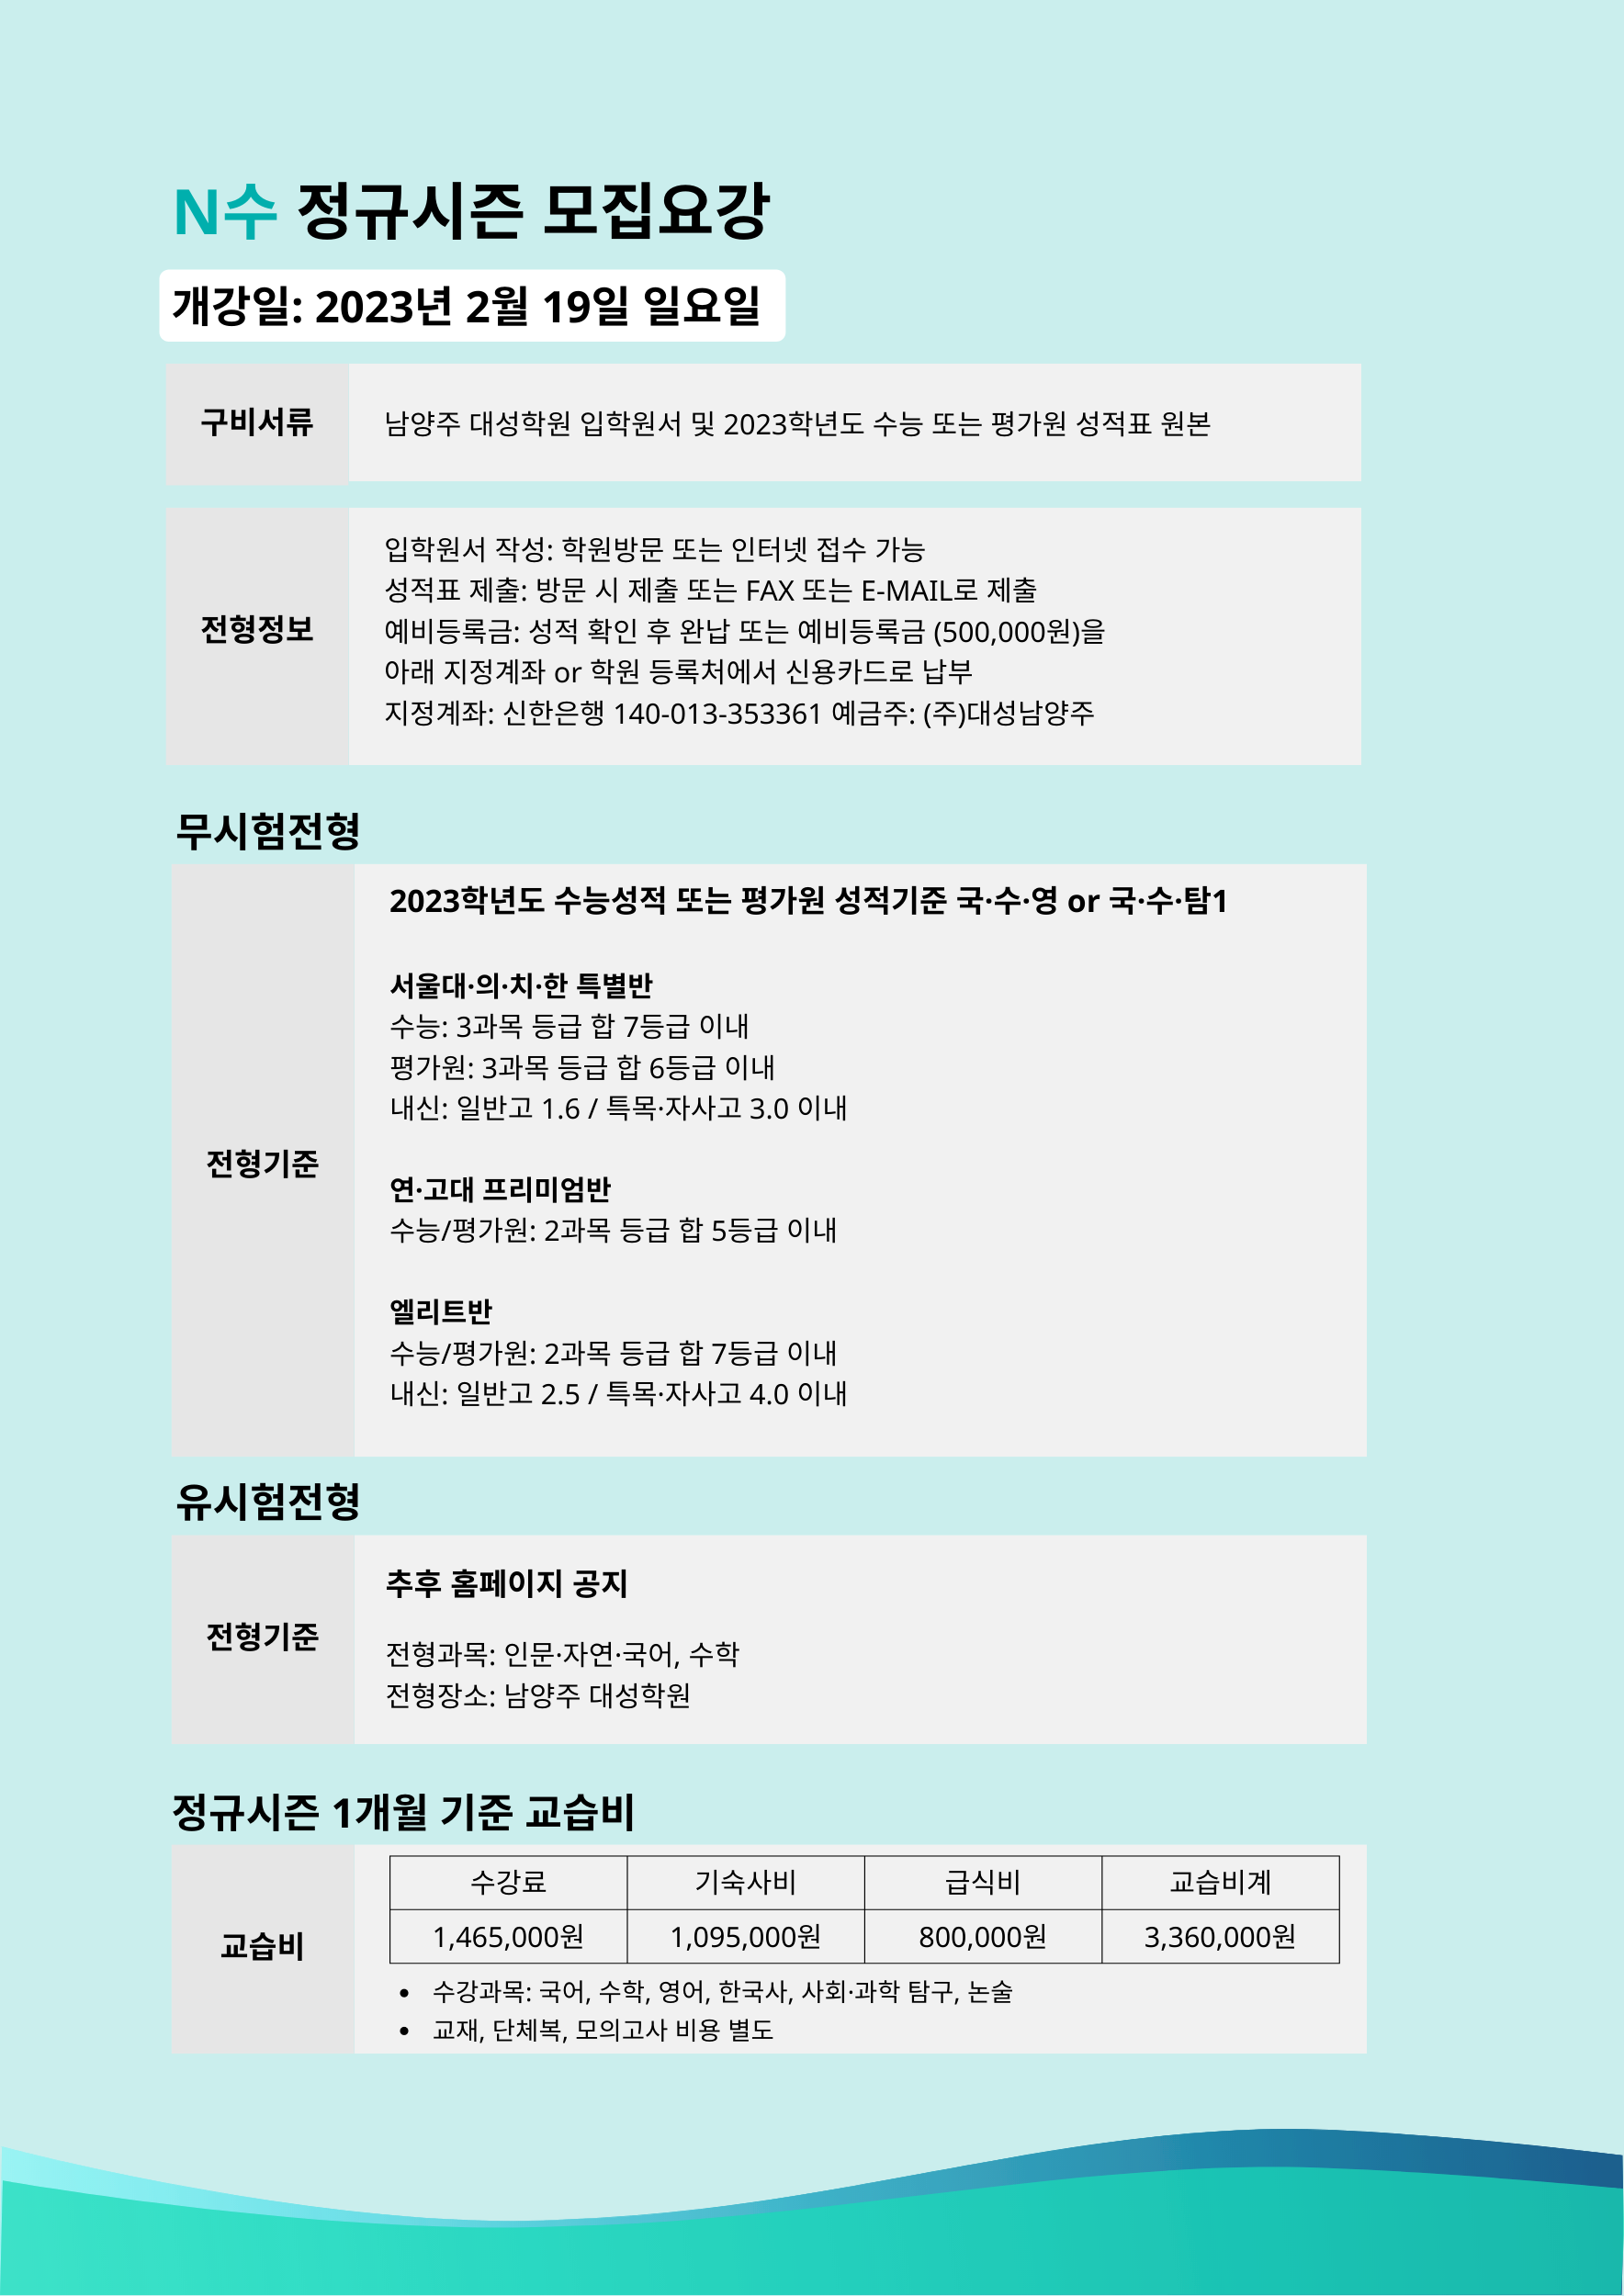 N수 정규시즌 모집요강
개강일: 2023년 2월 19일 일요일
구비서류
남양주 대성학원 입학원서 및 2023학년도 수능 또는 평가원 성적표 원본
전형정보
입학원서 작성: 학원방문 또는 인터넷 접수 가능
성적표 제출: 방문 시 제출 또는 FAX 또는 E-MAIL로 제출
예비등록금: 성적 확인 후 완납 또는 예비등록금 (500,000원)을
아래 지정계좌 or 학원 등록처에서 신용카드로 납부
지정계좌: 신한은행 140-013-353361 예금주: (주)대성남양주
무시험전형
전형기준
2023학년도 수능성적 또는 평가원 성적기준 국·수·영 or 국·수·탐1
서울대·의·치·한 특별반
수능: 3과목 등급 합 7등급 이내
평가원: 3과목 등급 합 6등급 이내
내신: 일반고 1.6 / 특목·자사고 3.0 이내
연·고대 프리미엄반
수능/평가원: 2과목 등급 합 5등급 이내
엘리트반
수능/평가원: 2과목 등급 합 7등급 이내
내신: 일반고 2.5 / 특목·자사고 4.0 이내
유시험전형
전형기준
추후 홈페이지 공지
전형과목: 인문·자연·국어, 수학
전형장소: 남양주 대성학원
정규시즌 1개월 기준 교습비
교습비
수강료 기숙사비 급식비 교습비계
1,465,000원 1,095,000원 800,000원 3,360,000원
• 수강과목: 국어, 수학, 영어, 한국사, 사회·과학 탐구, 논술
• 교재, 단체복, 모의고사 비용 별도